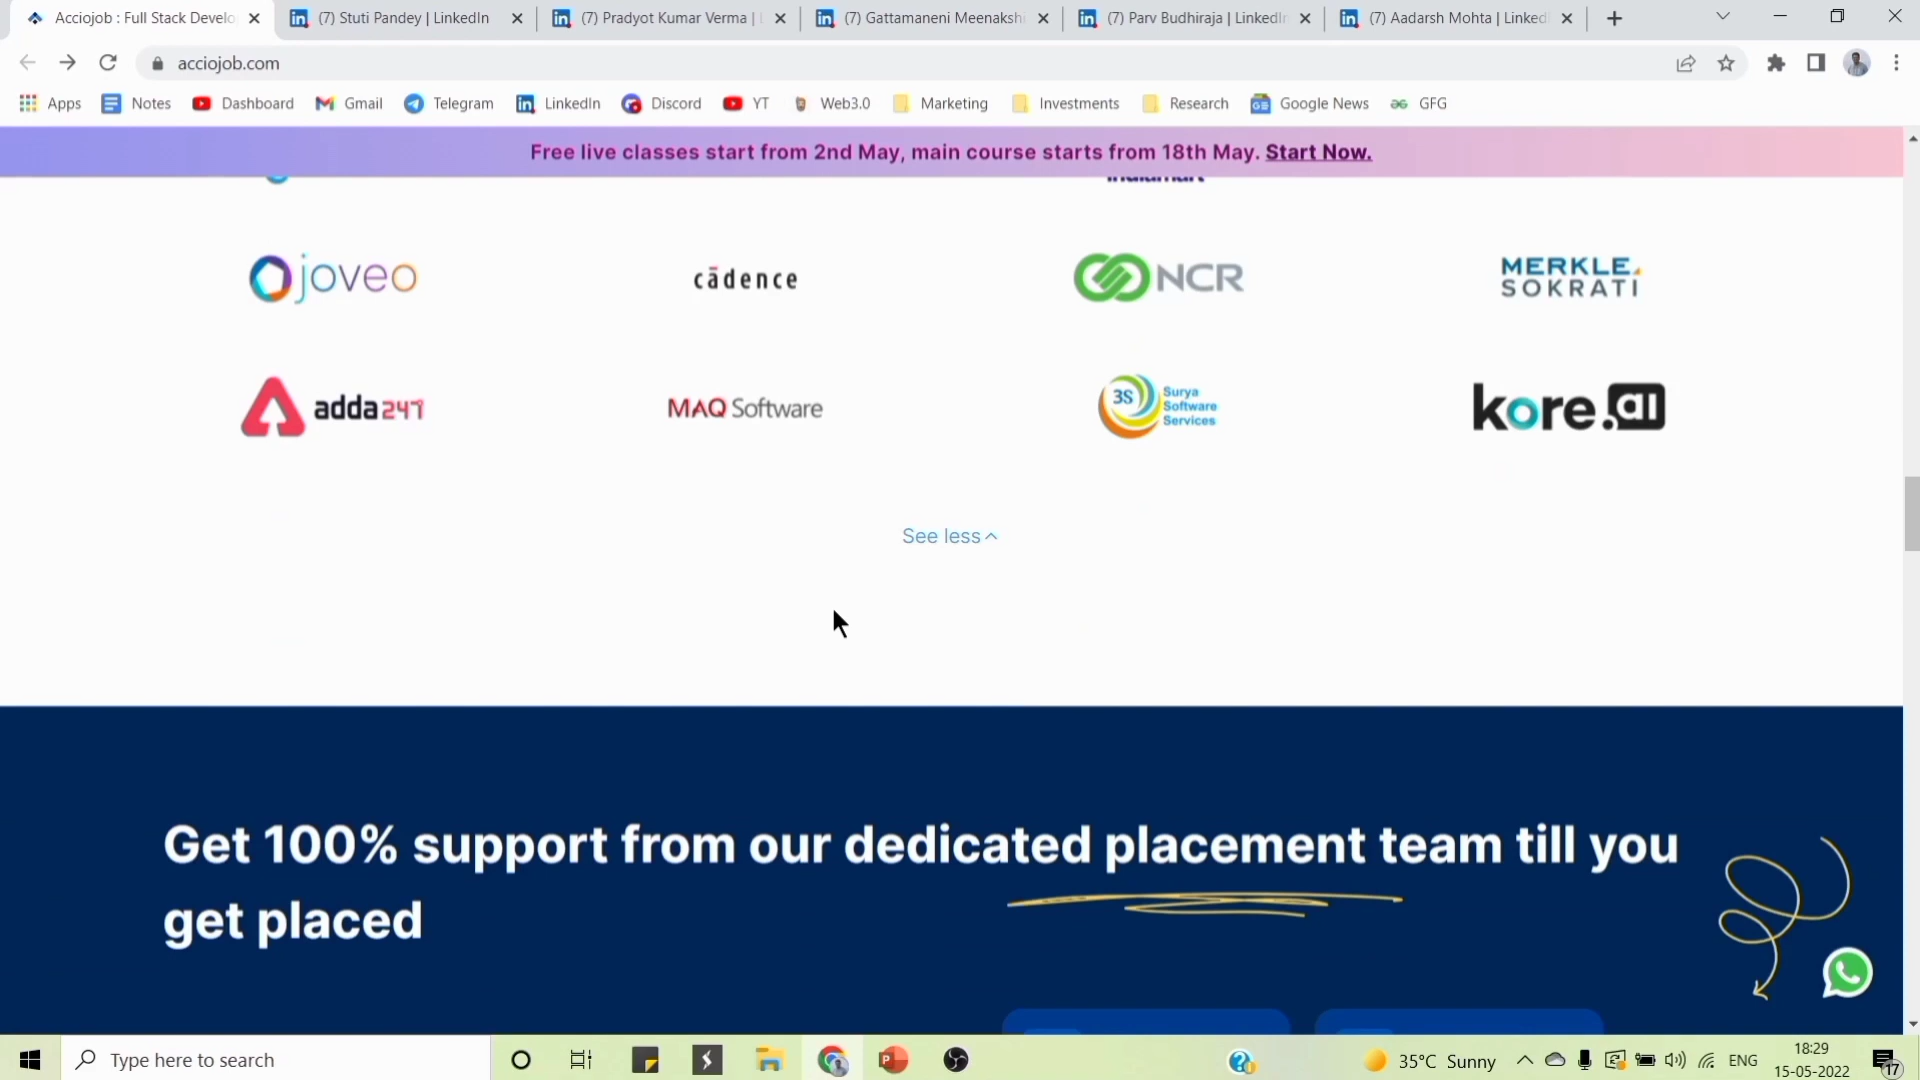 Acciojob : Full Stack Develo
(7) Stuti Pandey | LinkedIn
(7) Pradyot Kumar Verma |
(7) Gattamaneni Meenakshi
(7) Parv Budhiraja | LinkedIn
(7) Aadarsh Mohta | Linked
acciojob.com
Apps
Notes
Dashboard
Gmail
Telegram
LinkedIn
Discord
YT
Web3.0
Marketing
Investments
Research
Google News
GFG
Free live classes start from 2nd May, main course starts from 18th May. Start Now.
joveo
cādence
NCR
MERKLE
SOKRATI
adda247
MAQ Software
3S Surya
Software
Services
kore.ai
See less
Get 100% support from our dedicated placement team till you
get placed
Type here to search
35°C Sunny
ENG
18:29
15-05-2022
17